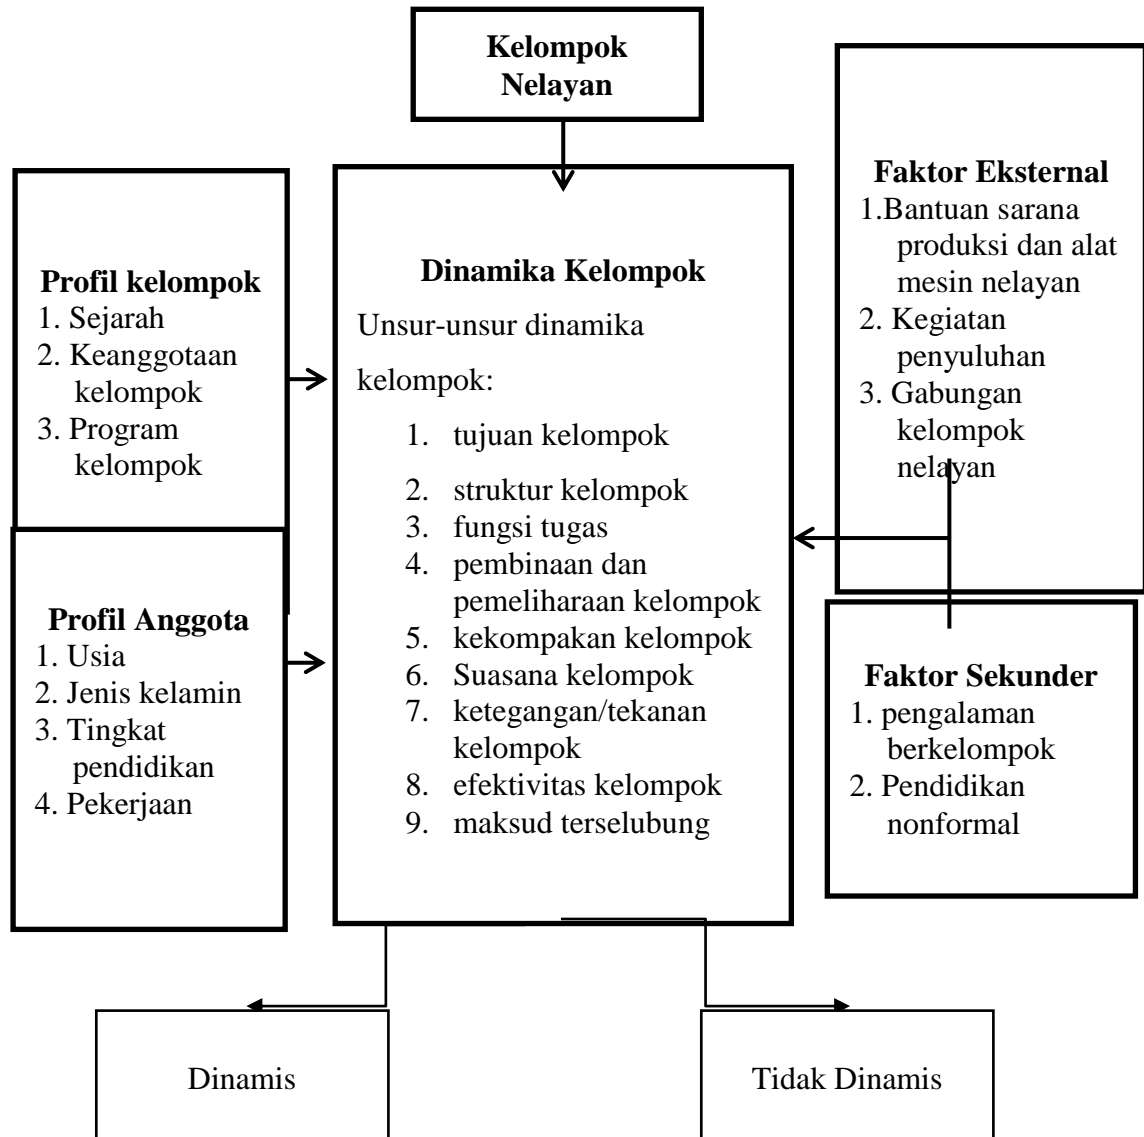 Kelompok
Nelayan
Profil kelompok
1. Sejarah
2. Keanggotaan
kelompok
3. Program
kelompok
Profil Anggota
1. Usia
2. Jenis kelamin
3. Tingkat
pendidikan
4. Pekerjaan
Dinamika Kelompok
Unsur-unsur dinamika
kelompok:
1. tujuan kelompok
2. struktur kelompok
3. fungsi tugas
4. pembinaan dan
pemeliharaan kelompok
5. kekompakan kelompok
6. Suasana kelompok
7. ketegangan/tekanan
kelompok
8. efektivitas kelompok
9. maksud terselubung
Faktor Eksternal
1.Bantuan sarana
produksi dan alat
mesin nelayan
2. Kegiatan
penyuluhan
3. Gabungan
kelompok
nelayan
Faktor Sekunder
1. pengalaman
berkelompok
2. Pendidikan
nonformal
Dinamis
Tidak Dinamis